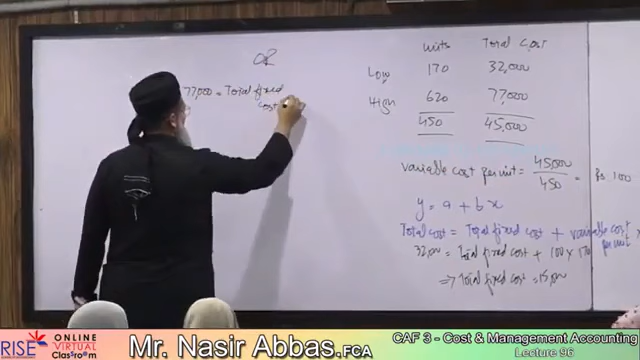 OR
77,000 = Total fixed
cost
units Total Cost
Low 170 32,000
High 620 77,000
450 45,000
variable cost per unit = 45,000 / 450 = Rs 100
y = a + bx
Total cost = Total fixed cost + variable cost per unit x
32,000 = Total fixed cost + 100 x 170
=> Total fixed cost = 15,000
RISE ONLINE VIRTUAL Classroom
Mr. Nasir Abbas.FCA
CAF 3 - Cost & Management Accounting
Lecture 96